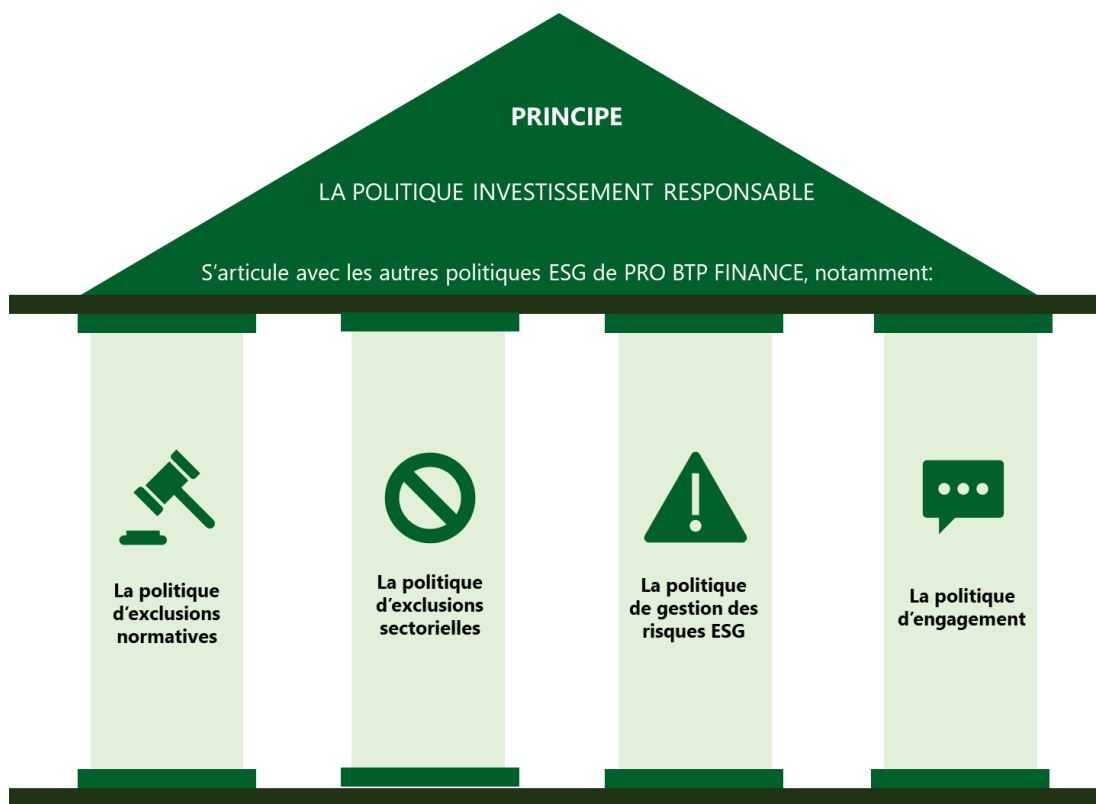 PRINCIPE
LA POLITIQUE INVESTISSEMENT RESPONSABLE
S’articule avec les autres politiques ESG de PRO BTP FINANCE, notamment:
La politique
d’exclusions
normatives
La politique
d’exclusions
sectorielles
La politique
de gestion des
risques ESG
La politique
d’engagement